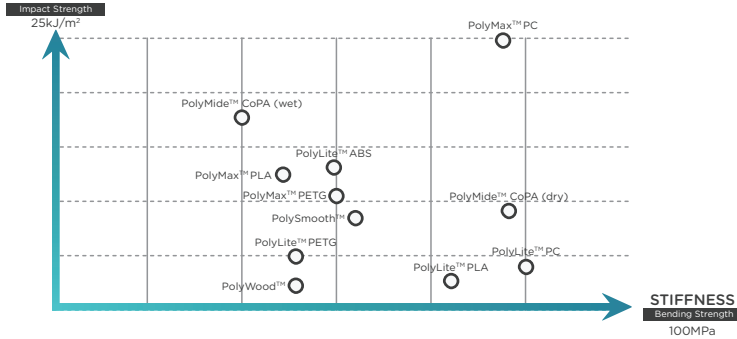 Impact Strength
25kJ/m²
PolyMax™ PC
PolyMide™ CoPA (wet)
PolyLite™ ABS
PolyMax™ PLA
PolyMax™ PETG
PolyMide™ CoPA (dry)
PolySmooth™
PolyLite™ PETG
PolyLite™ PC
PolyLite™ PLA
PolyWood™
STIFFNESS
Bending Strength
100MPa